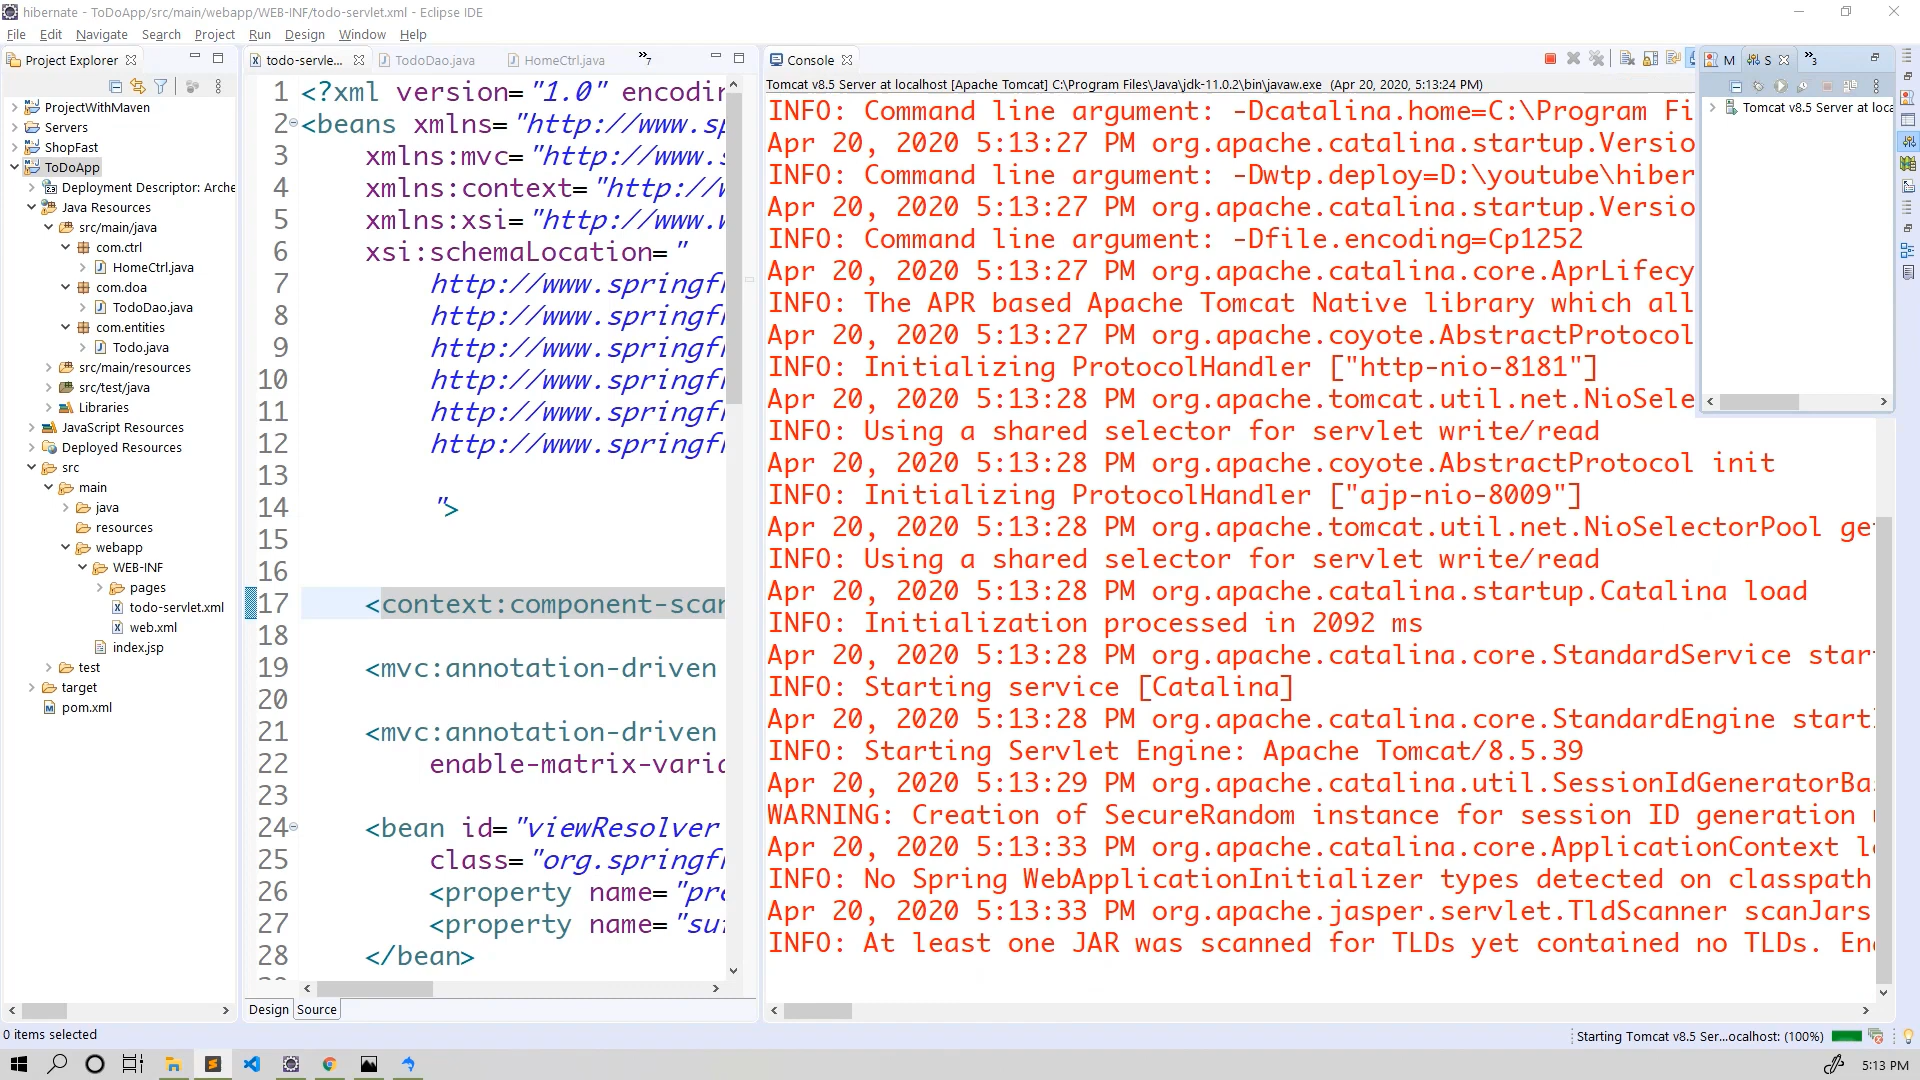 hibernate - ToDoApp/src/main/webapp/WEB-INF/todo-servlet.xml - Eclipse IDE
File Edit Navigate Search Project Run Design Window Help
Project Explorer
ProjectWithMaven
Servers
ShopFast
ToDoApp
Deployment Descriptor: Arche
Java Resources
src/main/java
com.ctrl
HomeCtrl.java
com.doa
TodoDao.java
com.entities
Todo.java
src/main/resources
src/test/java
Libraries
JavaScript Resources
Deployed Resources
src
main
java
resources
webapp
WEB-INF
pages
todo-servlet.xml
web.xml
index.jsp
test
target
pom.xml
todo-servle... TodoDao.java HomeCtrl.java 7
1 <?xml version="1.0" encodin
2 <beans xmlns="http://www.sp
3 xmlns:mvc="http://www.s
4 xmlns:context="http://w
5 xmlns:xsi="http://www.w
6 xsi:schemaLocation="
7 http://www.springfr
8 http://www.springfr
9 http://www.springfr
10 http://www.springfr
11 http://www.springfr
12 http://www.springfr
13
14 ">
15
16
17 <context:component-scan
18
19 <mvc:annotation-driven
20
21 <mvc:annotation-driven
22 enable-matrix-varia
23
24 <bean id="viewResolver
25 class="org.springfr
26 <property name="pre
27 <property name="suf
28 </bean>
Design Source
Console
Tomcat v8.5 Server at localhost [Apache Tomcat] C:\Program Files\Java\jdk-11.0.2\bin\javaw.exe (Apr 20, 2020, 5:13:24 PM)
INFO: Command line argument: -Dcatalina.home=C:\Program Fi
Apr 20, 2020 5:13:27 PM org.apache.catalina.startup.Versio
INFO: Command line argument: -Dwtp.deploy=D:\youtube\hiber
Apr 20, 2020 5:13:27 PM org.apache.catalina.startup.Versio
INFO: Command line argument: -Dfile.encoding=Cp1252
Apr 20, 2020 5:13:27 PM org.apache.catalina.core.AprLifecy
INFO: The APR based Apache Tomcat Native library which all
Apr 20, 2020 5:13:27 PM org.apache.coyote.AbstractProtocol
INFO: Initializing ProtocolHandler ["http-nio-8181"]
Apr 20, 2020 5:13:28 PM org.apache.tomcat.util.net.NioSele
INFO: Using a shared selector for servlet write/read
Apr 20, 2020 5:13:28 PM org.apache.coyote.AbstractProtocol init
INFO: Initializing ProtocolHandler ["ajp-nio-8009"]
Apr 20, 2020 5:13:28 PM org.apache.tomcat.util.net.NioSelectorPool ge
INFO: Using a shared selector for servlet write/read
Apr 20, 2020 5:13:28 PM org.apache.catalina.startup.Catalina load
INFO: Initialization processed in 2092 ms
Apr 20, 2020 5:13:28 PM org.apache.catalina.core.StandardService star
INFO: Starting service [Catalina]
Apr 20, 2020 5:13:28 PM org.apache.catalina.core.StandardEngine start
INFO: Starting Servlet Engine: Apache Tomcat/8.5.39
Apr 20, 2020 5:13:29 PM org.apache.catalina.util.SessionIdGeneratorBa
WARNING: Creation of SecureRandom instance for session ID generation u
Apr 20, 2020 5:13:33 PM org.apache.catalina.core.ApplicationContext l
INFO: No Spring WebApplicationInitializer types detected on classpath
Apr 20, 2020 5:13:33 PM org.apache.jasper.servlet.TldScanner scanJars
INFO: At least one JAR was scanned for TLDs yet contained no TLDs. En
M S 3
Tomcat v8.5 Server at loca
0 items selected
Starting Tomcat v8.5 Ser...ocalhost: (100%)
5:13 PM